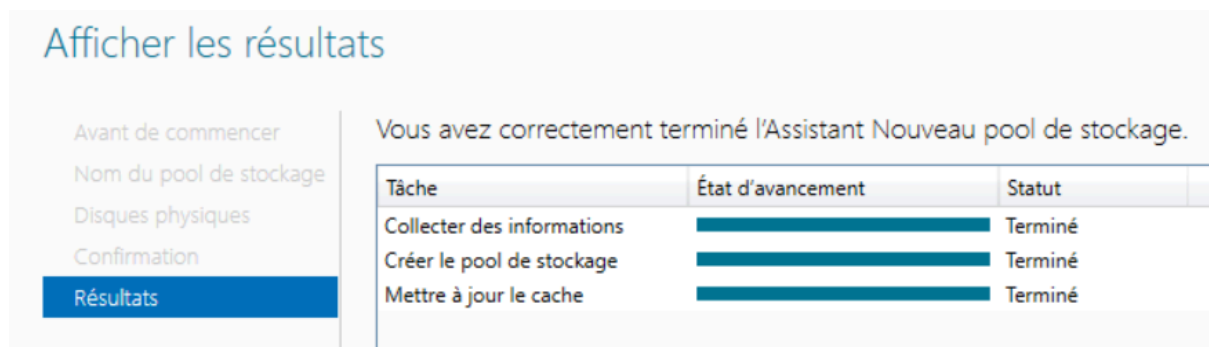 Afficher les résultats
Avant de commencer
Nom du pool de stockage
Disques physiques
Confirmation
Résultats
Vous avez correctement terminé l'Assistant Nouveau pool de stockage.
Tâche État d'avancement Statut
Collecter des informations Terminé
Créer le pool de stockage Terminé
Mettre à jour le cache Terminé